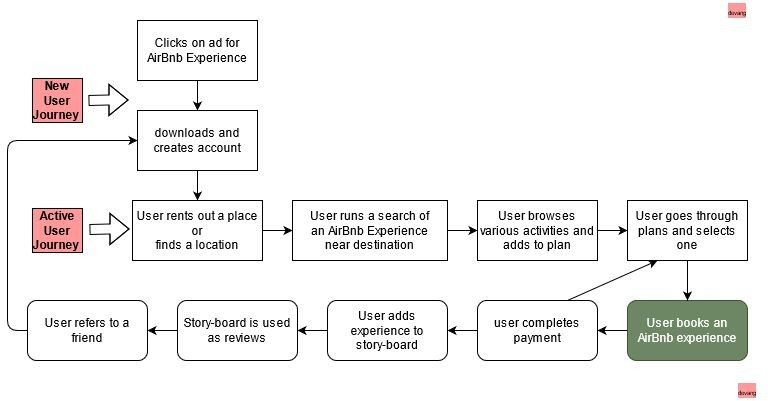 dsvang
Clicks on ad for
AirBnb Experience
New
User
Journey
downloads and
creates account
Active
User
Journey
User rents out a place
or
finds a location
User runs a search of
an AirBnb Experience
near destination
User browses
various activities and
adds to plan
User goes through
plans and selects
one
User refers to a
friend
Story-board is used
as reviews
User adds
experience to
story-board
user completes
payment
User books an
AirBnb experience
dsvang